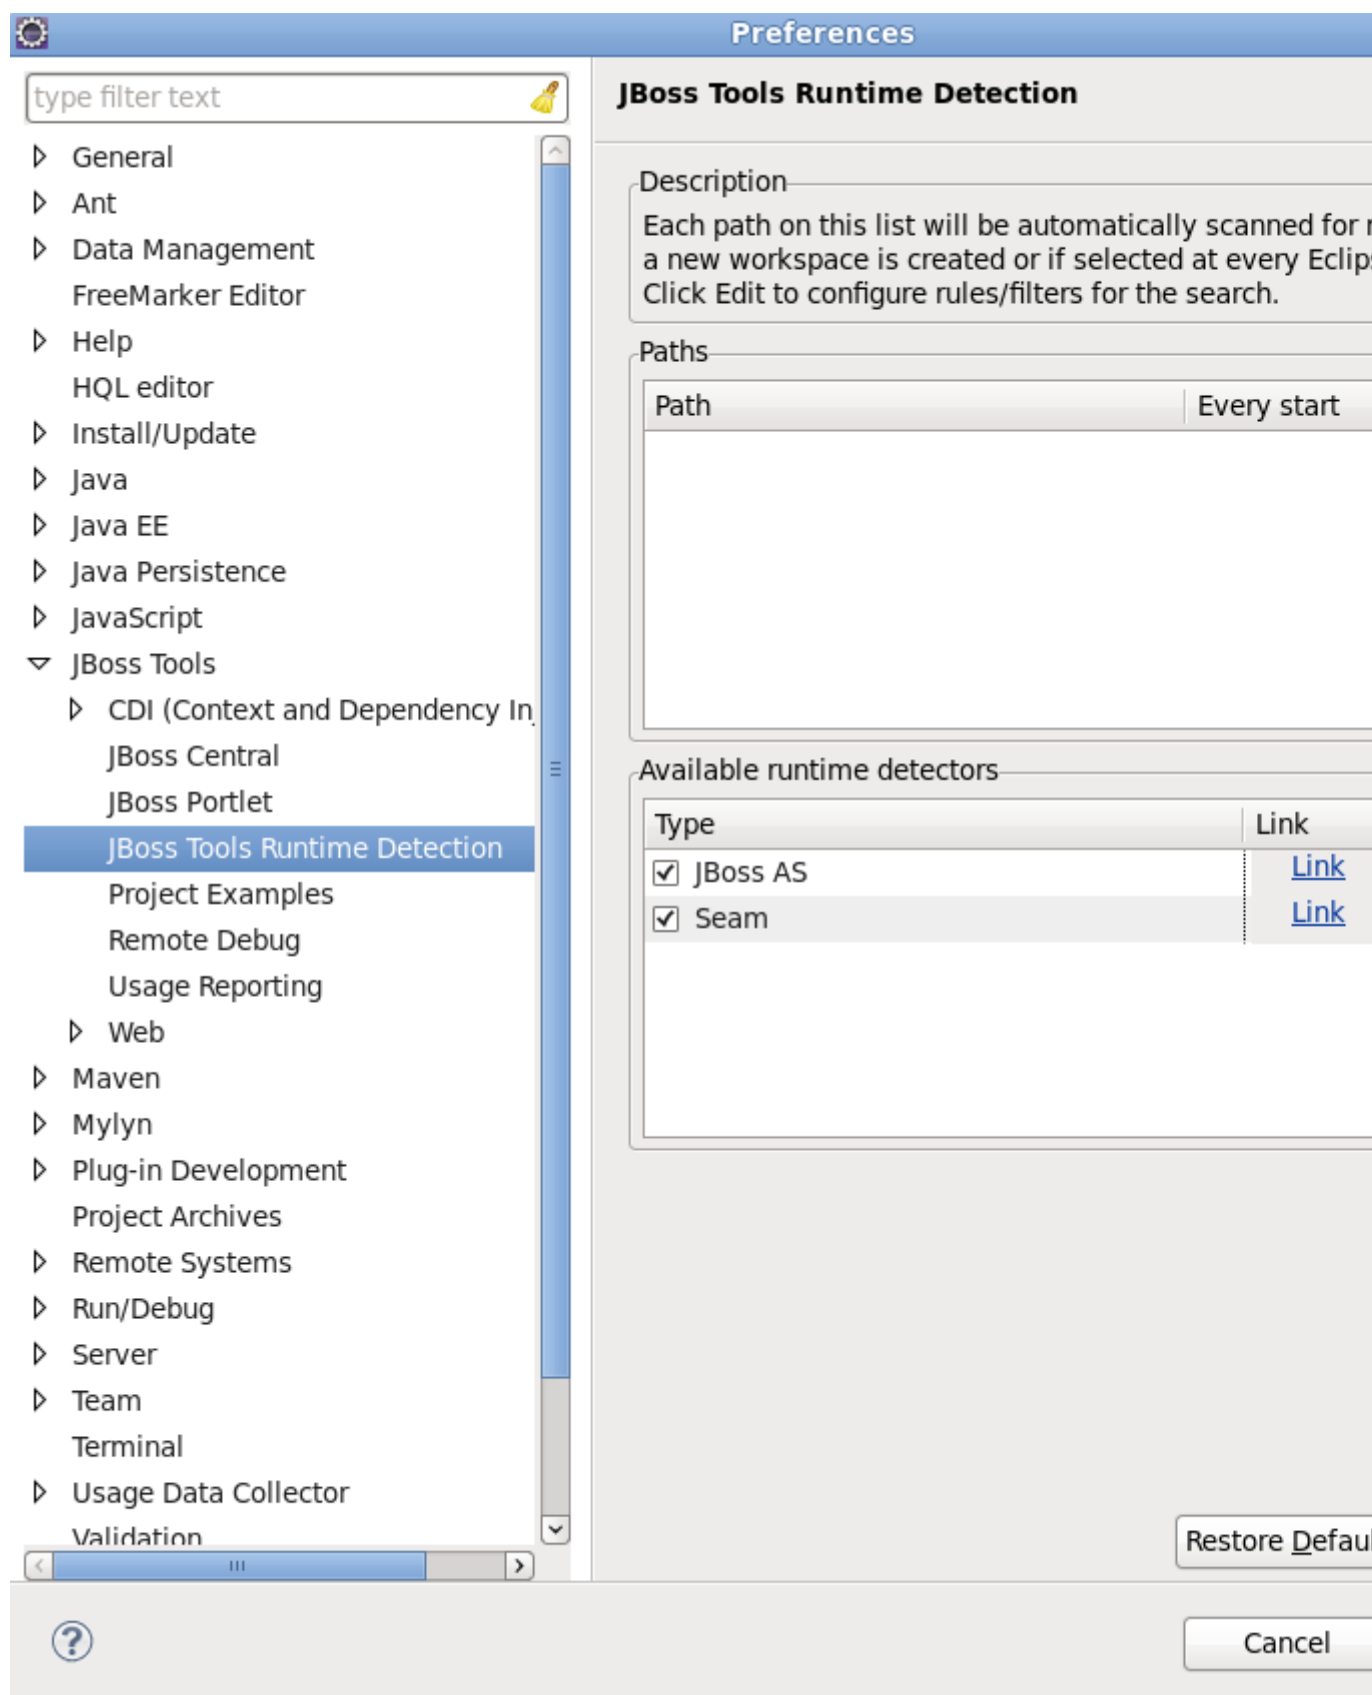 Preferences
type filter text
General
Ant
Data Management
FreeMarker Editor
Help
HQL editor
Install/Update
Java
Java EE
Java Persistence
JavaScript
JBoss Tools
CDI (Context and Dependency In
JBoss Central
JBoss Portlet
JBoss Tools Runtime Detection
Project Examples
Remote Debug
Usage Reporting
Web
Maven
Mylyn
Plug-in Development
Project Archives
Remote Systems
Run/Debug
Server
Team
Terminal
Usage Data Collector
Validation
JBoss Tools Runtime Detection
Description
Each path on this list will be automatically scanned for
a new workspace is created or if selected at every
Click Edit to configure rules/filters for the search.
Paths
Path Every start
Available runtime detectors
Type Link
JBoss AS Link
Seam Link
Restore
Cancel